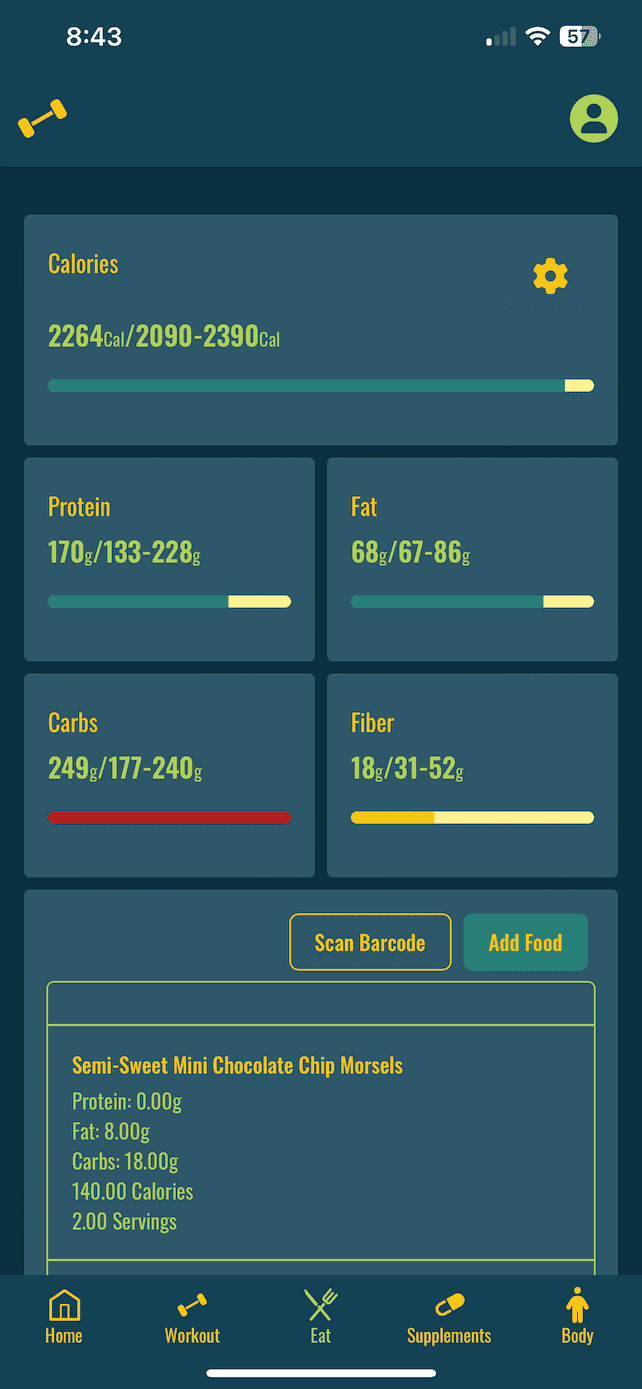 8:43
57
Calories
2264Cal/2090-2390Cal
Protein
170g/133-228g
Fat
68g/67-86g
Carbs
249g/177-240g
Fiber
18g/31-52g
Scan Barcode
Add Food
Semi-Sweet Mini Chocolate Chip Morsels
Protein: 0.00g
Fat: 8.00g
Carbs: 18.00g
140.00 Calories
2.00 Servings
Home
Workout
Eat
Supplements
Body